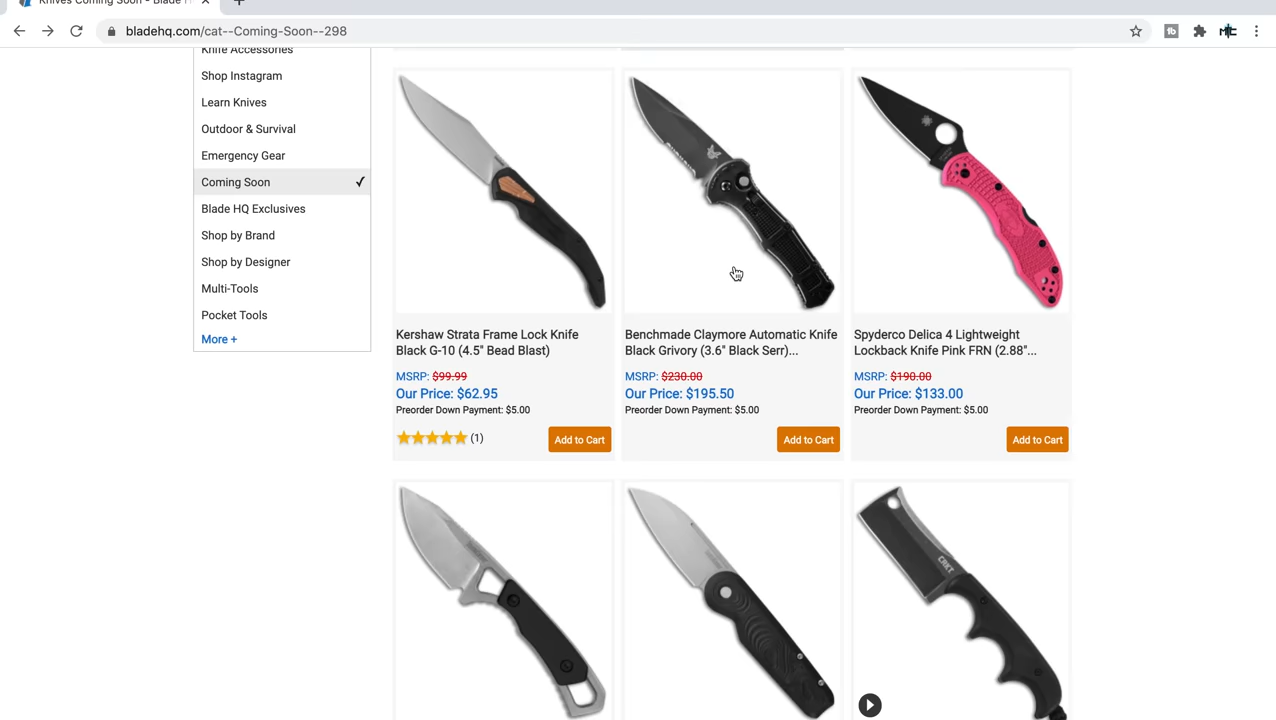 Knives Coming Soon - Blade H
bladehq.com/cat--Coming-Soon--298
Knife Accessories
Shop Instagram
Learn Knives
Outdoor & Survival
Emergency Gear
Coming Soon
Blade HQ Exclusives
Shop by Brand
Shop by Designer
Multi-Tools
Pocket Tools
More +
Kershaw Strata Frame Lock Knife
Black G-10 (4.5" Bead Blast)
MSRP: $99.99
Our Price: $62.95
Preorder Down Payment: $5.00
(1)
Add to Cart
Benchmade Claymore Automatic Knife
Black Grivory (3.6" Black Serr)...
MSRP: $230.00
Our Price: $195.50
Preorder Down Payment: $5.00
Add to Cart
Spyderco Delica 4 Lightweight
Lockback Knife Pink FRN (2.88"...
MSRP: $190.00
Our Price: $133.00
Preorder Down Payment: $5.00
Add to Cart
CRKT